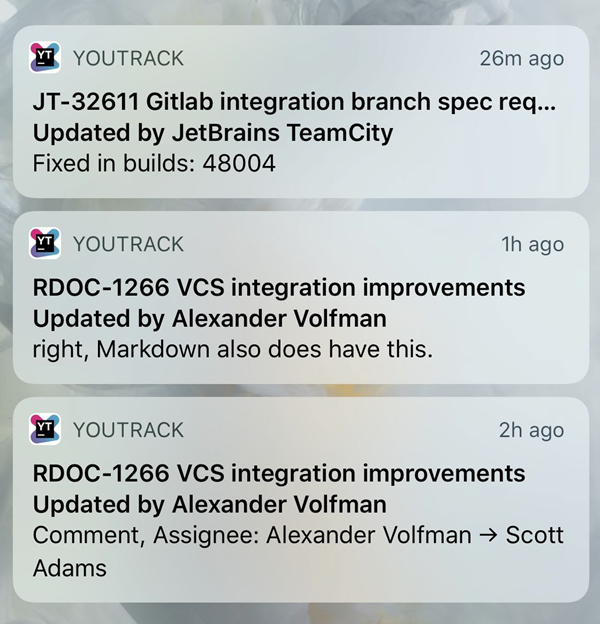 YT YOUTRACK 26m ago
JT-32611 Gitlab integration branch spec req...
Updated by JetBrains TeamCity
Fixed in builds: 48004
YT YOUTRACK 1h ago
RDOC-1266 VCS integration improvements
Updated by Alexander Volfman
right, Markdown also does have this.
YT YOUTRACK 2h ago
RDOC-1266 VCS integration improvements
Updated by Alexander Volfman
Comment, Assignee: Alexander Volfman → Scott
Adams